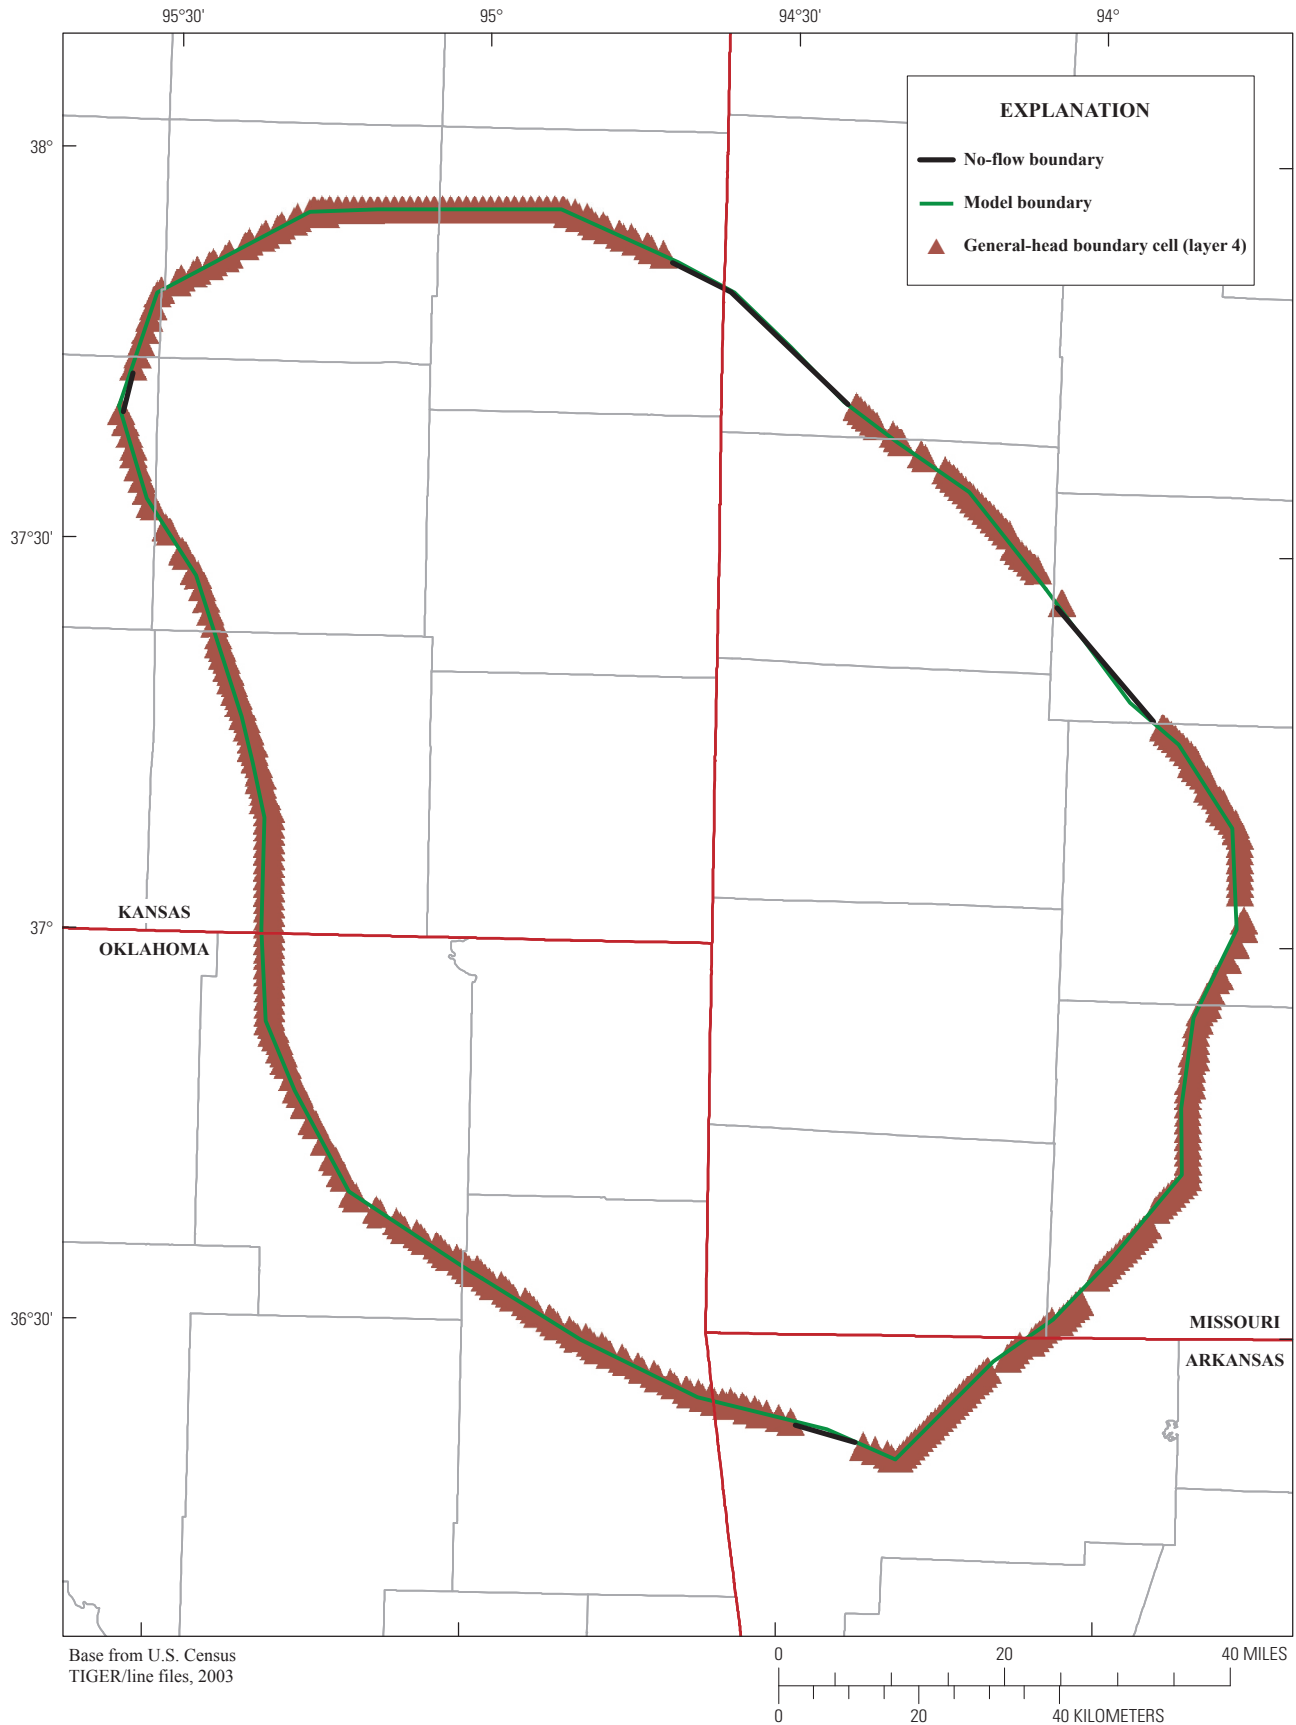 95°30'
95°
94°30'
94°
EXPLANATION
No-flow boundary
Model boundary
General-head boundary cell (layer 4)
38°
37°30'
KANSAS
37°
OKLAHOMA
36°30'
MISSOURI
ARKANSAS
Base from U.S. Census
TIGER/line files, 2003
0 20 40 MILES
0 20 40 KILOMETERS